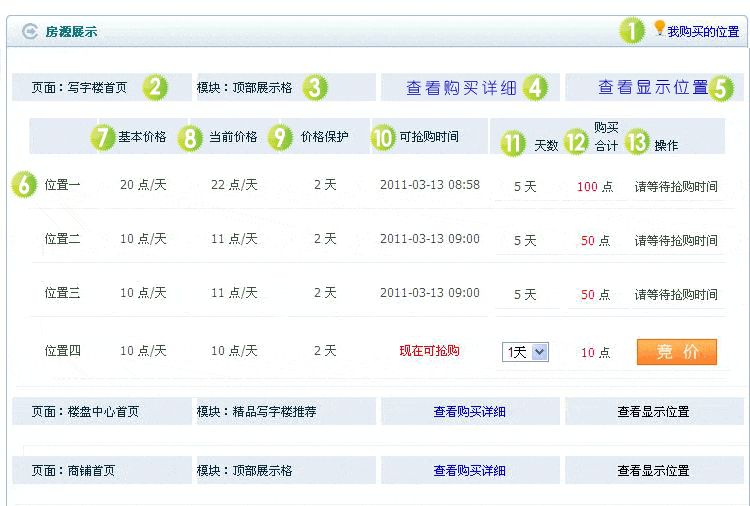 房源展示 1 我购买的位置
页面：写字楼首页 2 模块：顶部展示格 3 查看购买详细 4 查看显示位置 5
7 基本价格 8 当前价格 9 价格保护 10 可抢购时间 11 天数 12 购买合计 13 操作
6 位置一 20 点/天 22 点/天 2 天 2011-03-13 08:58 5 天 100 点 请等待抢购时间
位置二 10 点/天 11 点/天 2 天 2011-03-13 09:00 5 天 50 点 请等待抢购时间
位置三 10 点/天 11 点/天 2 天 2011-03-13 09:00 5 天 50 点 请等待抢购时间
位置四 10 点/天 10 点/天 2 天 现在可抢购 1天 10 点 竞 价
页面：楼盘中心首页 模块：精品写字楼推荐 查看购买详细 查看显示位置
页面：商铺首页 模块：顶部展示格 查看购买详细 查看显示位置